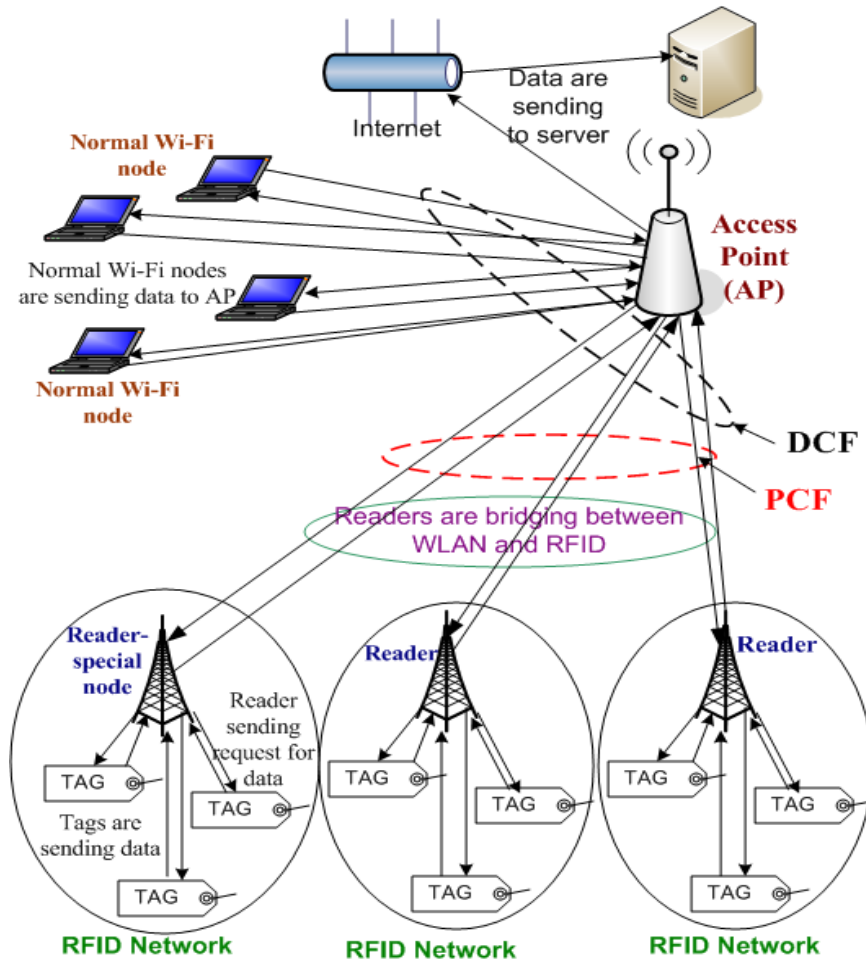 Data are
sending
to server
Internet
Normal Wi-Fi
node
Access
Point
(AP)
Normal Wi-Fi nodes
are sending data to AP
Normal Wi-Fi
node
DCF
PCF
Readers are bridging between
WLAN and RFID
Reader-
special
node
Reader
Reader
Reader
sending
request for
data
TAG
TAG
TAG
TAG
TAG
TAG
Tags are
sending data
TAG
TAG
TAG
RFID Network
RFID Network
RFID Network